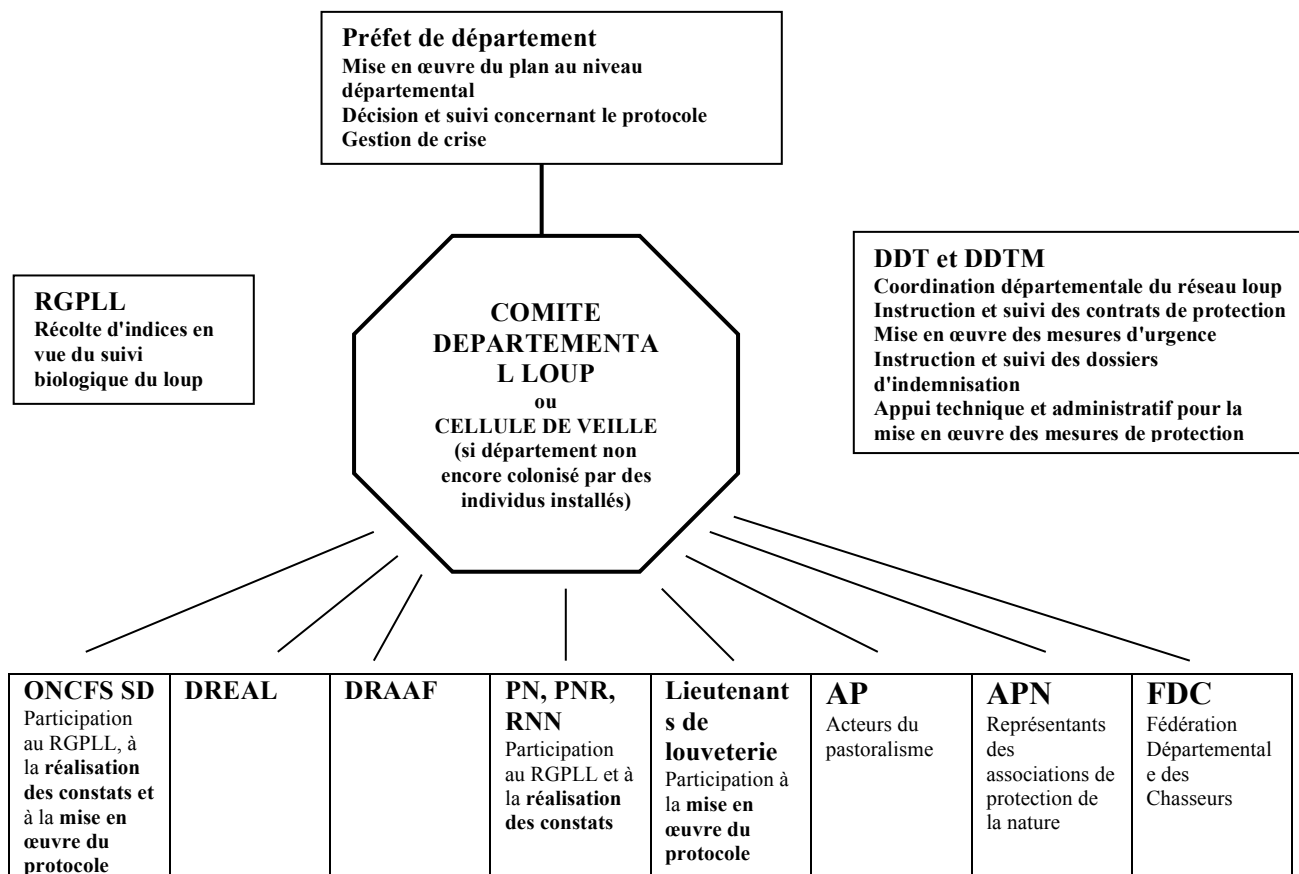 Préfet de département
Mise en œuvre du plan au niveau
départemental
Décision et suivi concernant le protocole
Gestion de crise
RGPLL
Récolte d'indices en
vue du suivi
biologique du loup
COMITE
DEPARTEMENTA
L LOUP
ou
CELLULE DE VEILLE
(si département non
encore colonisé par des
individus installés)
DDT et DDTM
Coordination départementale du réseau loup
Instruction et suivi des contrats de protection
Mise en œuvre des mesures d'urgence
Instruction et suivi des dossiers
d'indemnisation
Appui technique et administratif pour la
mise en œuvre des mesures de protection
ONCFS SD
Participation
au RGPLL, à
la réalisation
des constats et
à la mise en
œuvre du
protocole
DREAL
DRAAF
PN, PNR,
RNN
Participation
au RGPLL et à
la réalisation
des constats
Lieutenant
s de
louveterie
Participation à
la mise en
œuvre du
protocole
AP
Acteurs du
pastoralisme
APN
Représentants
des
associations de
protection de
la nature
FDC
Fédération
Départemental
e des
Chasseurs